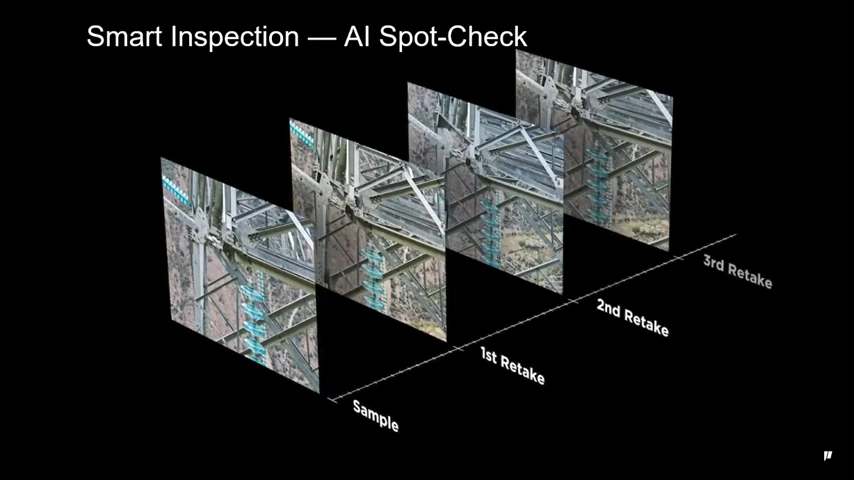 Smart Inspection — AI Spot-Check
3rd Retake
2nd Retake
1st Retake
Sample